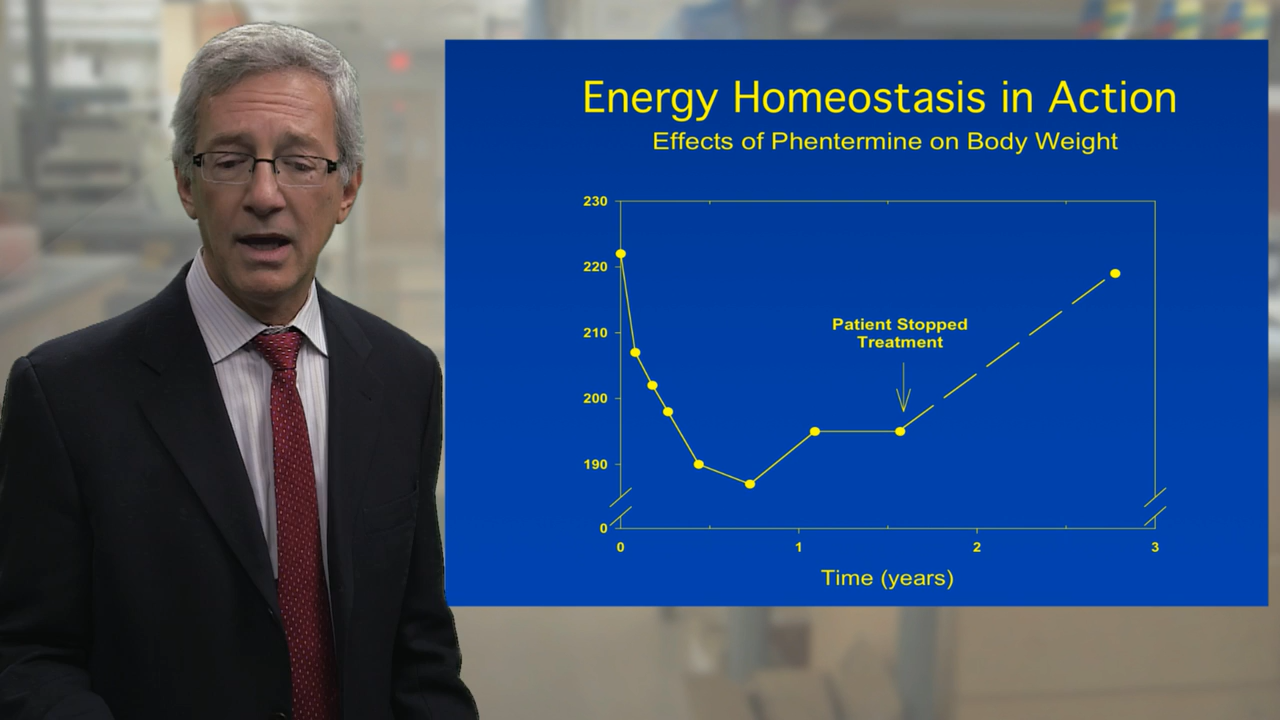 Energy Homeostasis in Action
Effects of Phentermine on Body Weight
230
220
210
200
190
0
Patient Stopped
Treatment
0 1 2 3
Time (years)